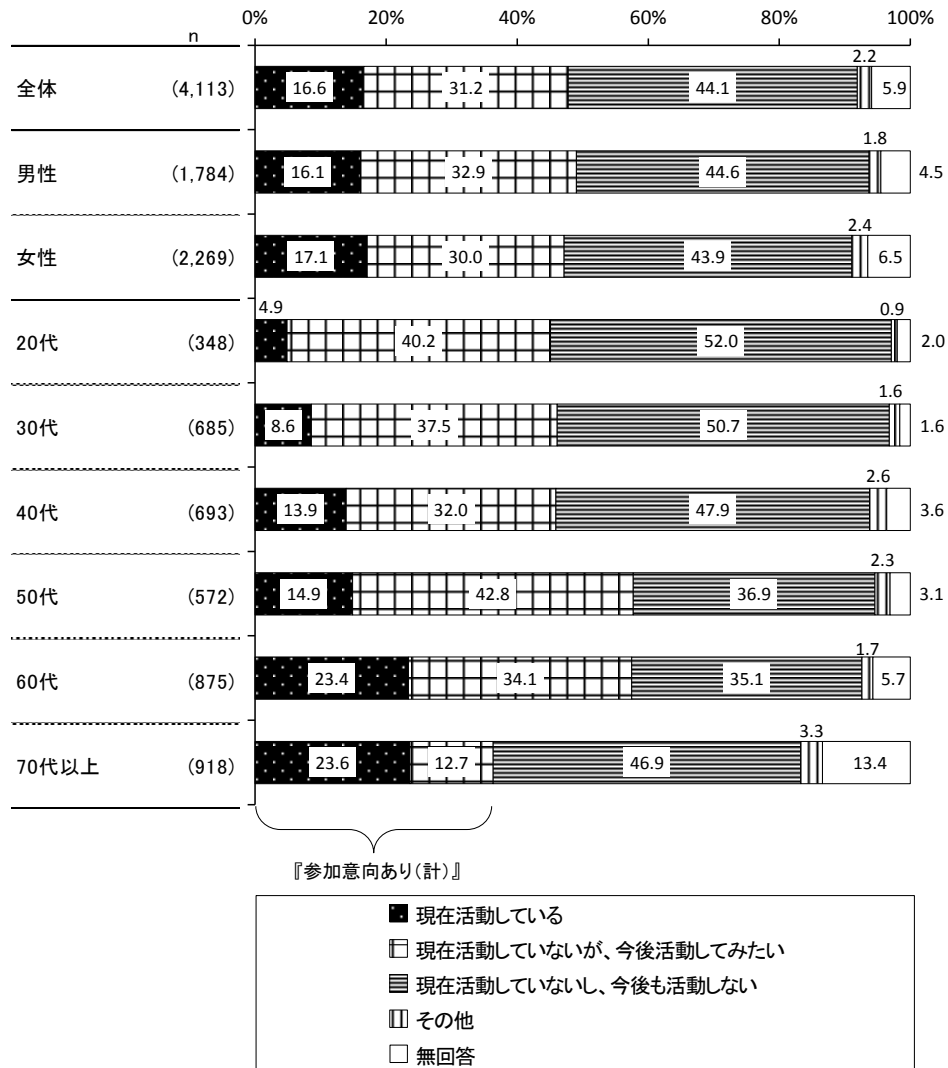 0% 20% 40% 60% 80% 100%
n
2.2
全体 (4,113) 16.6 31.2 44.1 5.9
1.8
男性 (1,784) 16.1 32.9 44.6 4.5
2.4
女性 (2,269) 17.1 30.0 43.9 6.5
4.9 0.9
20代 (348) 40.2 52.0 2.0
1.6
30代 (685) 8.6 37.5 50.7 1.6
2.6
40代 (693) 13.9 32.0 47.9 3.6
2.3
50代 (572) 14.9 42.8 36.9 3.1
1.7
60代 (875) 23.4 34.1 35.1 5.7
3.3
70代以上 (918) 23.6 12.7 46.9 13.4
『参加意向あり(計)』
現在活動している
現在活動していないが、今後活動してみたい
現在活動していないし、今後も活動しない
その他
無回答